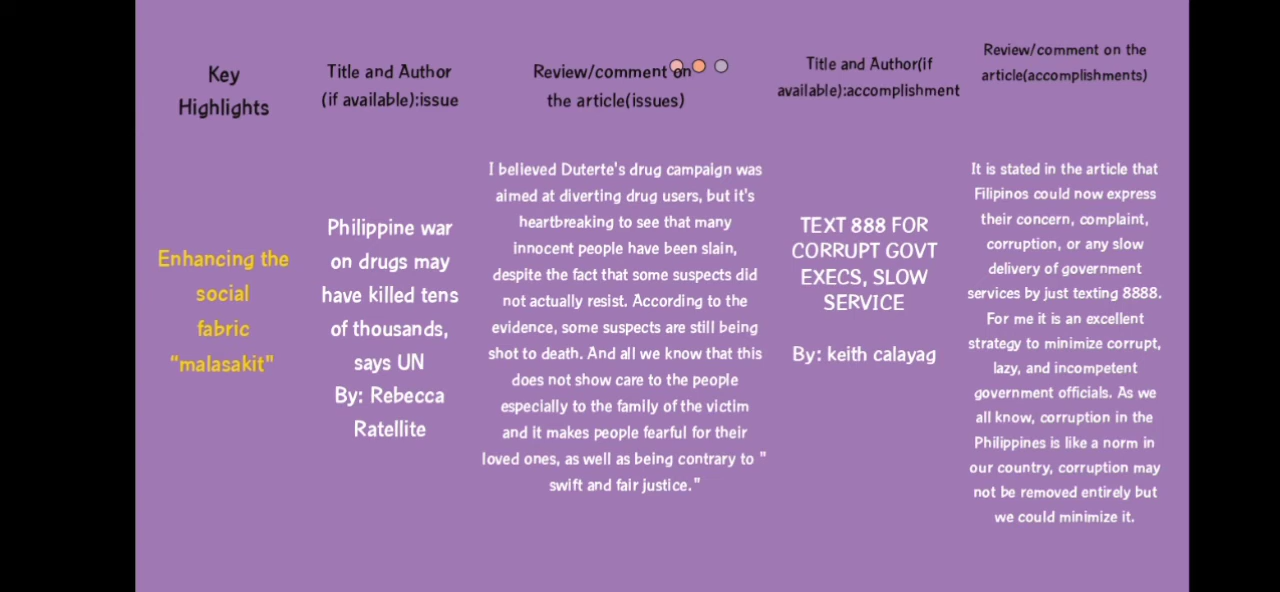 Key
Highlights
Title and Author
(if available):issue
Review/comment on
the article(issues)
Title and Author(if
available):accomplishment
Review/comment on the
article(accomplishments)
Enhancing the
social
fabric
"malasakit"
Philippine war
on drugs may
have killed tens
of thousands,
says UN
By: Rebecca
Ratellite
I believed Duterte's drug campaign was
aimed at diverting drug users, but it's
heartbreaking to see that many
innocent people have been slain,
despite the fact that some suspects did
not actually resist. According to the
evidence, some suspects are still being
shot to death. And all we know that this
does not show care to the people
especially to the family of the victim
and it makes people fearful for their
loved ones, as well as being contrary to "
swift and fair justice."
TEXT 888 FOR
CORRUPT GOVT
EXECS, SLOW
SERVICE
By: keith calayag
It is stated in the article that
Filipinos could now express
their concern, complaint,
corruption, or any slow
delivery of government
services by just texting 8888.
For me it is an excellent
strategy to minimize corrupt,
lazy, and incompetent
government officials. As we
all know, corruption in the
Philippines is like a norm in
our country, corruption may
not be removed entirely but
we could minimize it.